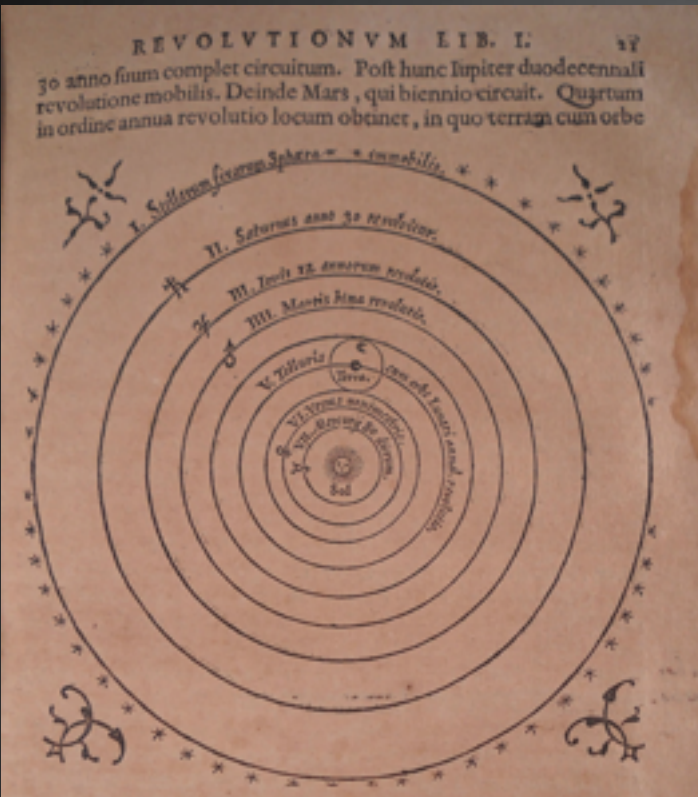 REVOLVTIONVM LIB. I.
30 anno ſuum complet circuitum. Poſt hunc Iupiter duodecennali
revolutione mobilis. Deinde Mars, qui biennio circuit. Quartum
in ordine annua revolutio locum obtinet, in quo terram cum orbe
I. Stellarum fixarum Sphæra immobilis.
II. Saturnus anno 30 revolvitur.
III. Iovis 12 annorum revolutio.
IIII. Martis bima revolutio.
V. Telluris cum orbe Lunari annua revolutio.
Terra.
VI. Venus nonimestris.
VII. Mercurij 80 dierum.
Sol